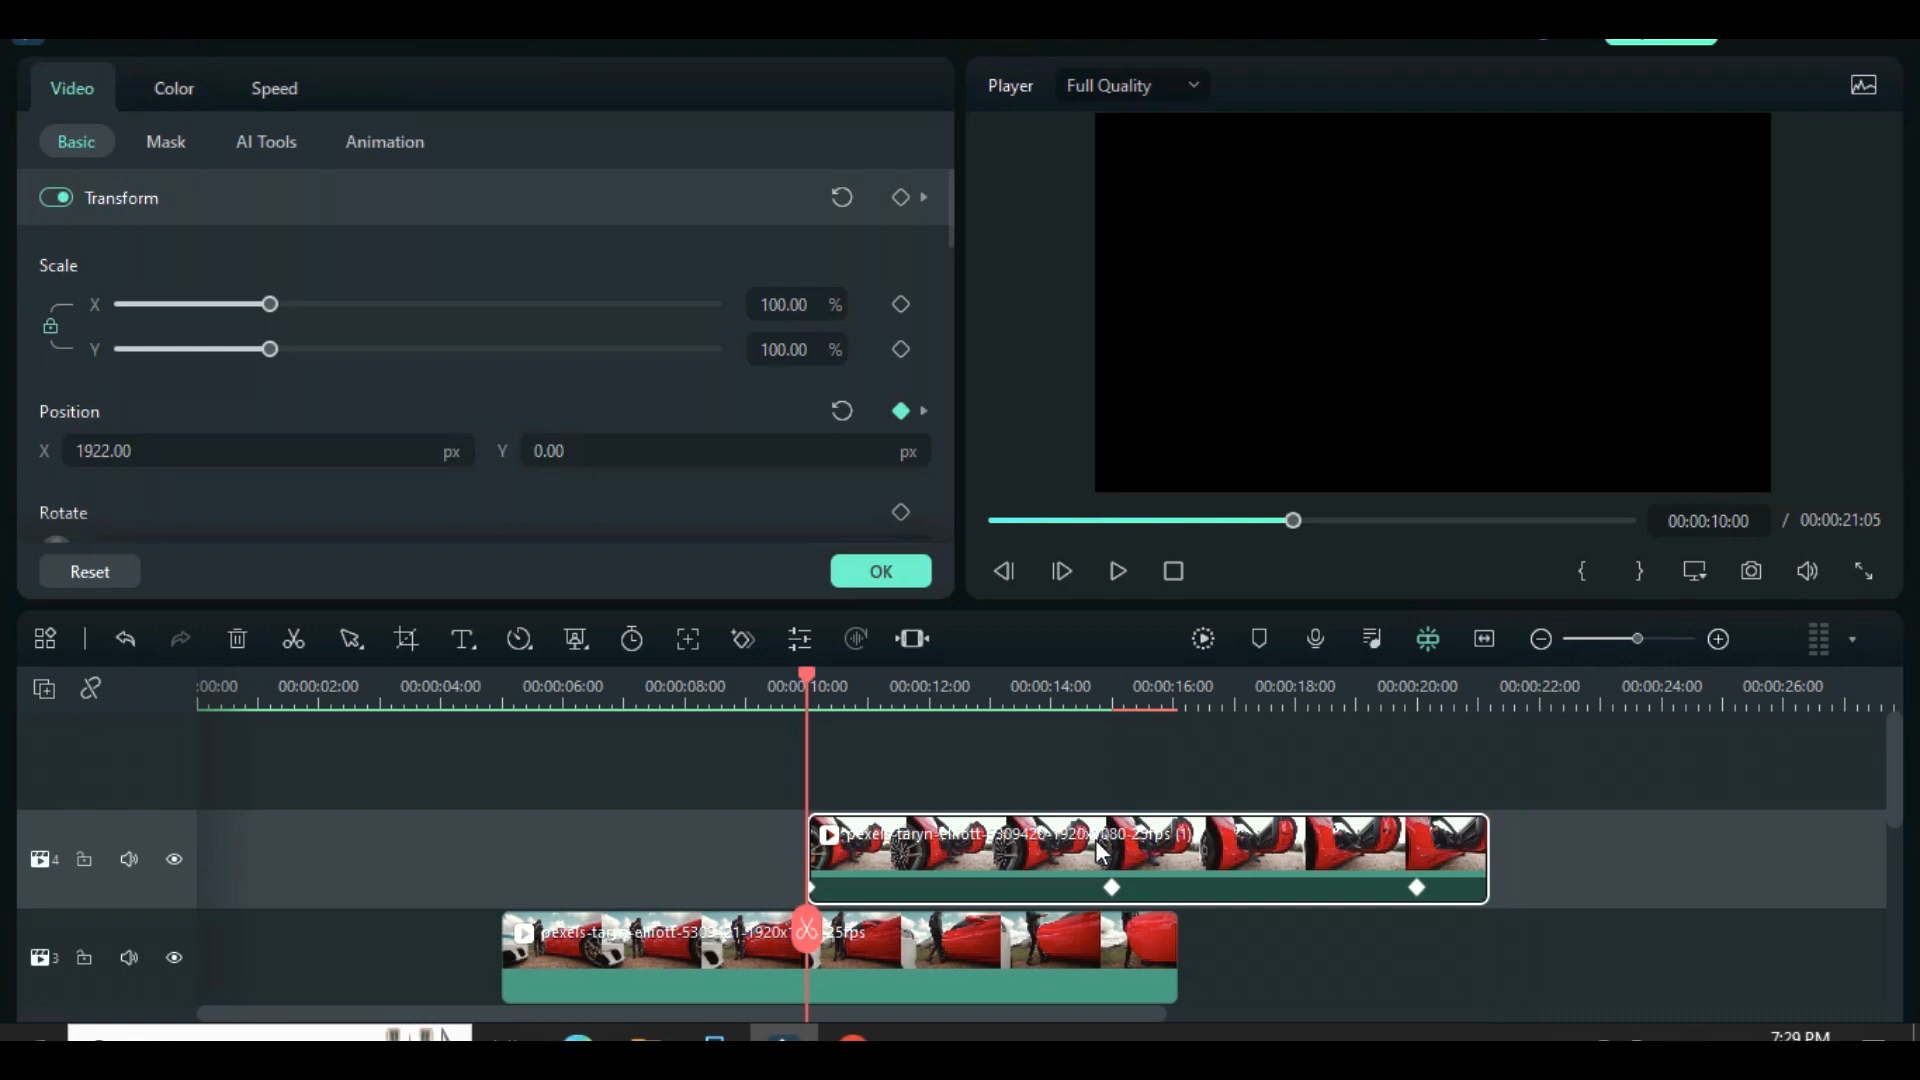 Video Color Speed
Player Full Quality
Basic Mask AI Tools Animation
Transform
Scale
X 100.00 %
Y 100.00 %
Position
X 1922.00 px Y 0.00 px
Rotate
00:00:10:00 / 00:00:21:05
Reset OK
:00:00 00:00:02:00 00:00:04:00 00:00:06:00 00:00:08:00 00:00:10:00 00:00:12:00 00:00:14:00 00:00:16:00 00:00:18:00 00:00:20:00 00:00:22:00 00:00:24:00 00:00:26:00
pexels-taryn-elliott-5309426-1920x1080-25fps (1)
4
pexels-taryn-elliott-5309421-1920x 25fps
3
7:29 PM